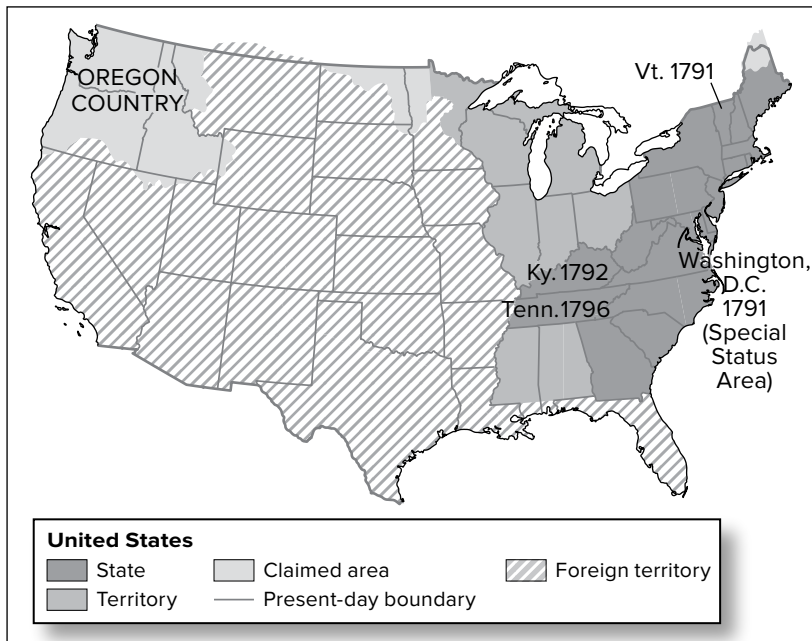 OREGON
COUNTRY
Vt. 1791
Ky. 1792
Tenn. 1796
Washington,
D.C.
1791
(Special
Status
Area)
United States
State
Claimed area
Foreign territory
Territory
Present-day boundary